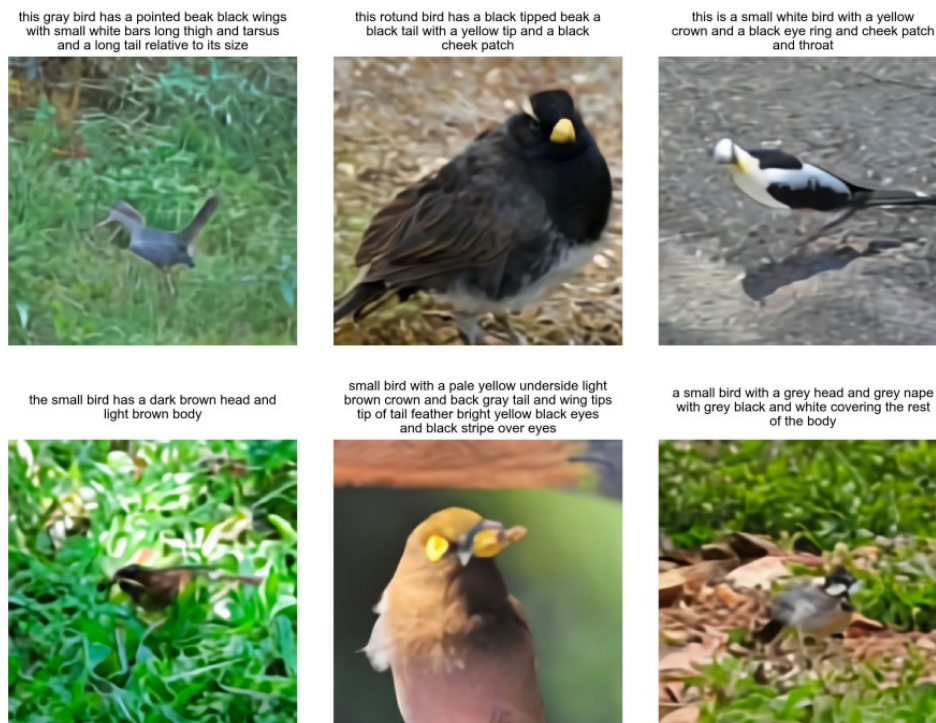 this gray bird has a pointed beak black wings
with small white bars long thigh and tarsus
and a long tail relative to its size
this rotund bird has a black tipped beak a
black tail with a yellow tip and a black
cheek patch
this is a small white bird with a yellow
crown and a black eye ring and cheek patch
and throat
the small bird has a dark brown head and
light brown body
small bird with a pale yellow underside light
brown crown and back gray tail and wing tips
tip of tail feather bright yellow black eyes
and black stripe over eyes
a small bird with a grey head and grey nape
with grey black and white covering the rest
of the body